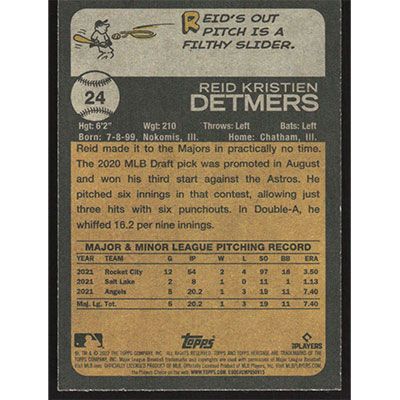 REID'S OUT
PITCH IS A
FILTHY SLIDER.
24
REID KRISTIEN
DETMERS
Hgt: 6'2" Wgt: 210 Throws: Left Bats: Left
Born: 7-8-99, Nokomis, Ill. Home: Chatham, Ill.
Reid made it to the Majors in practically no time.
The 2020 MLB Draft pick was promoted in August
and won his third start against the Astros. He
pitched six innings in that contest, allowing just
three hits with six punchouts. In Double-A, he
whiffed 16.2 per nine innings.
MAJOR & MINOR LEAGUE PITCHING RECORD
YEAR TEAM G IP W L SO BB ERA
2021 Rocket City 12 54 2 4 97 18 3.50
2021 Salt Lake 2 8 1 0 11 1 1.13
2021 Angels 5 20.2 1 3 19 11 7.40
Maj. Lg. Tot. 5 20.2 1 3 19 11 7.40
Topps
PLAYERS